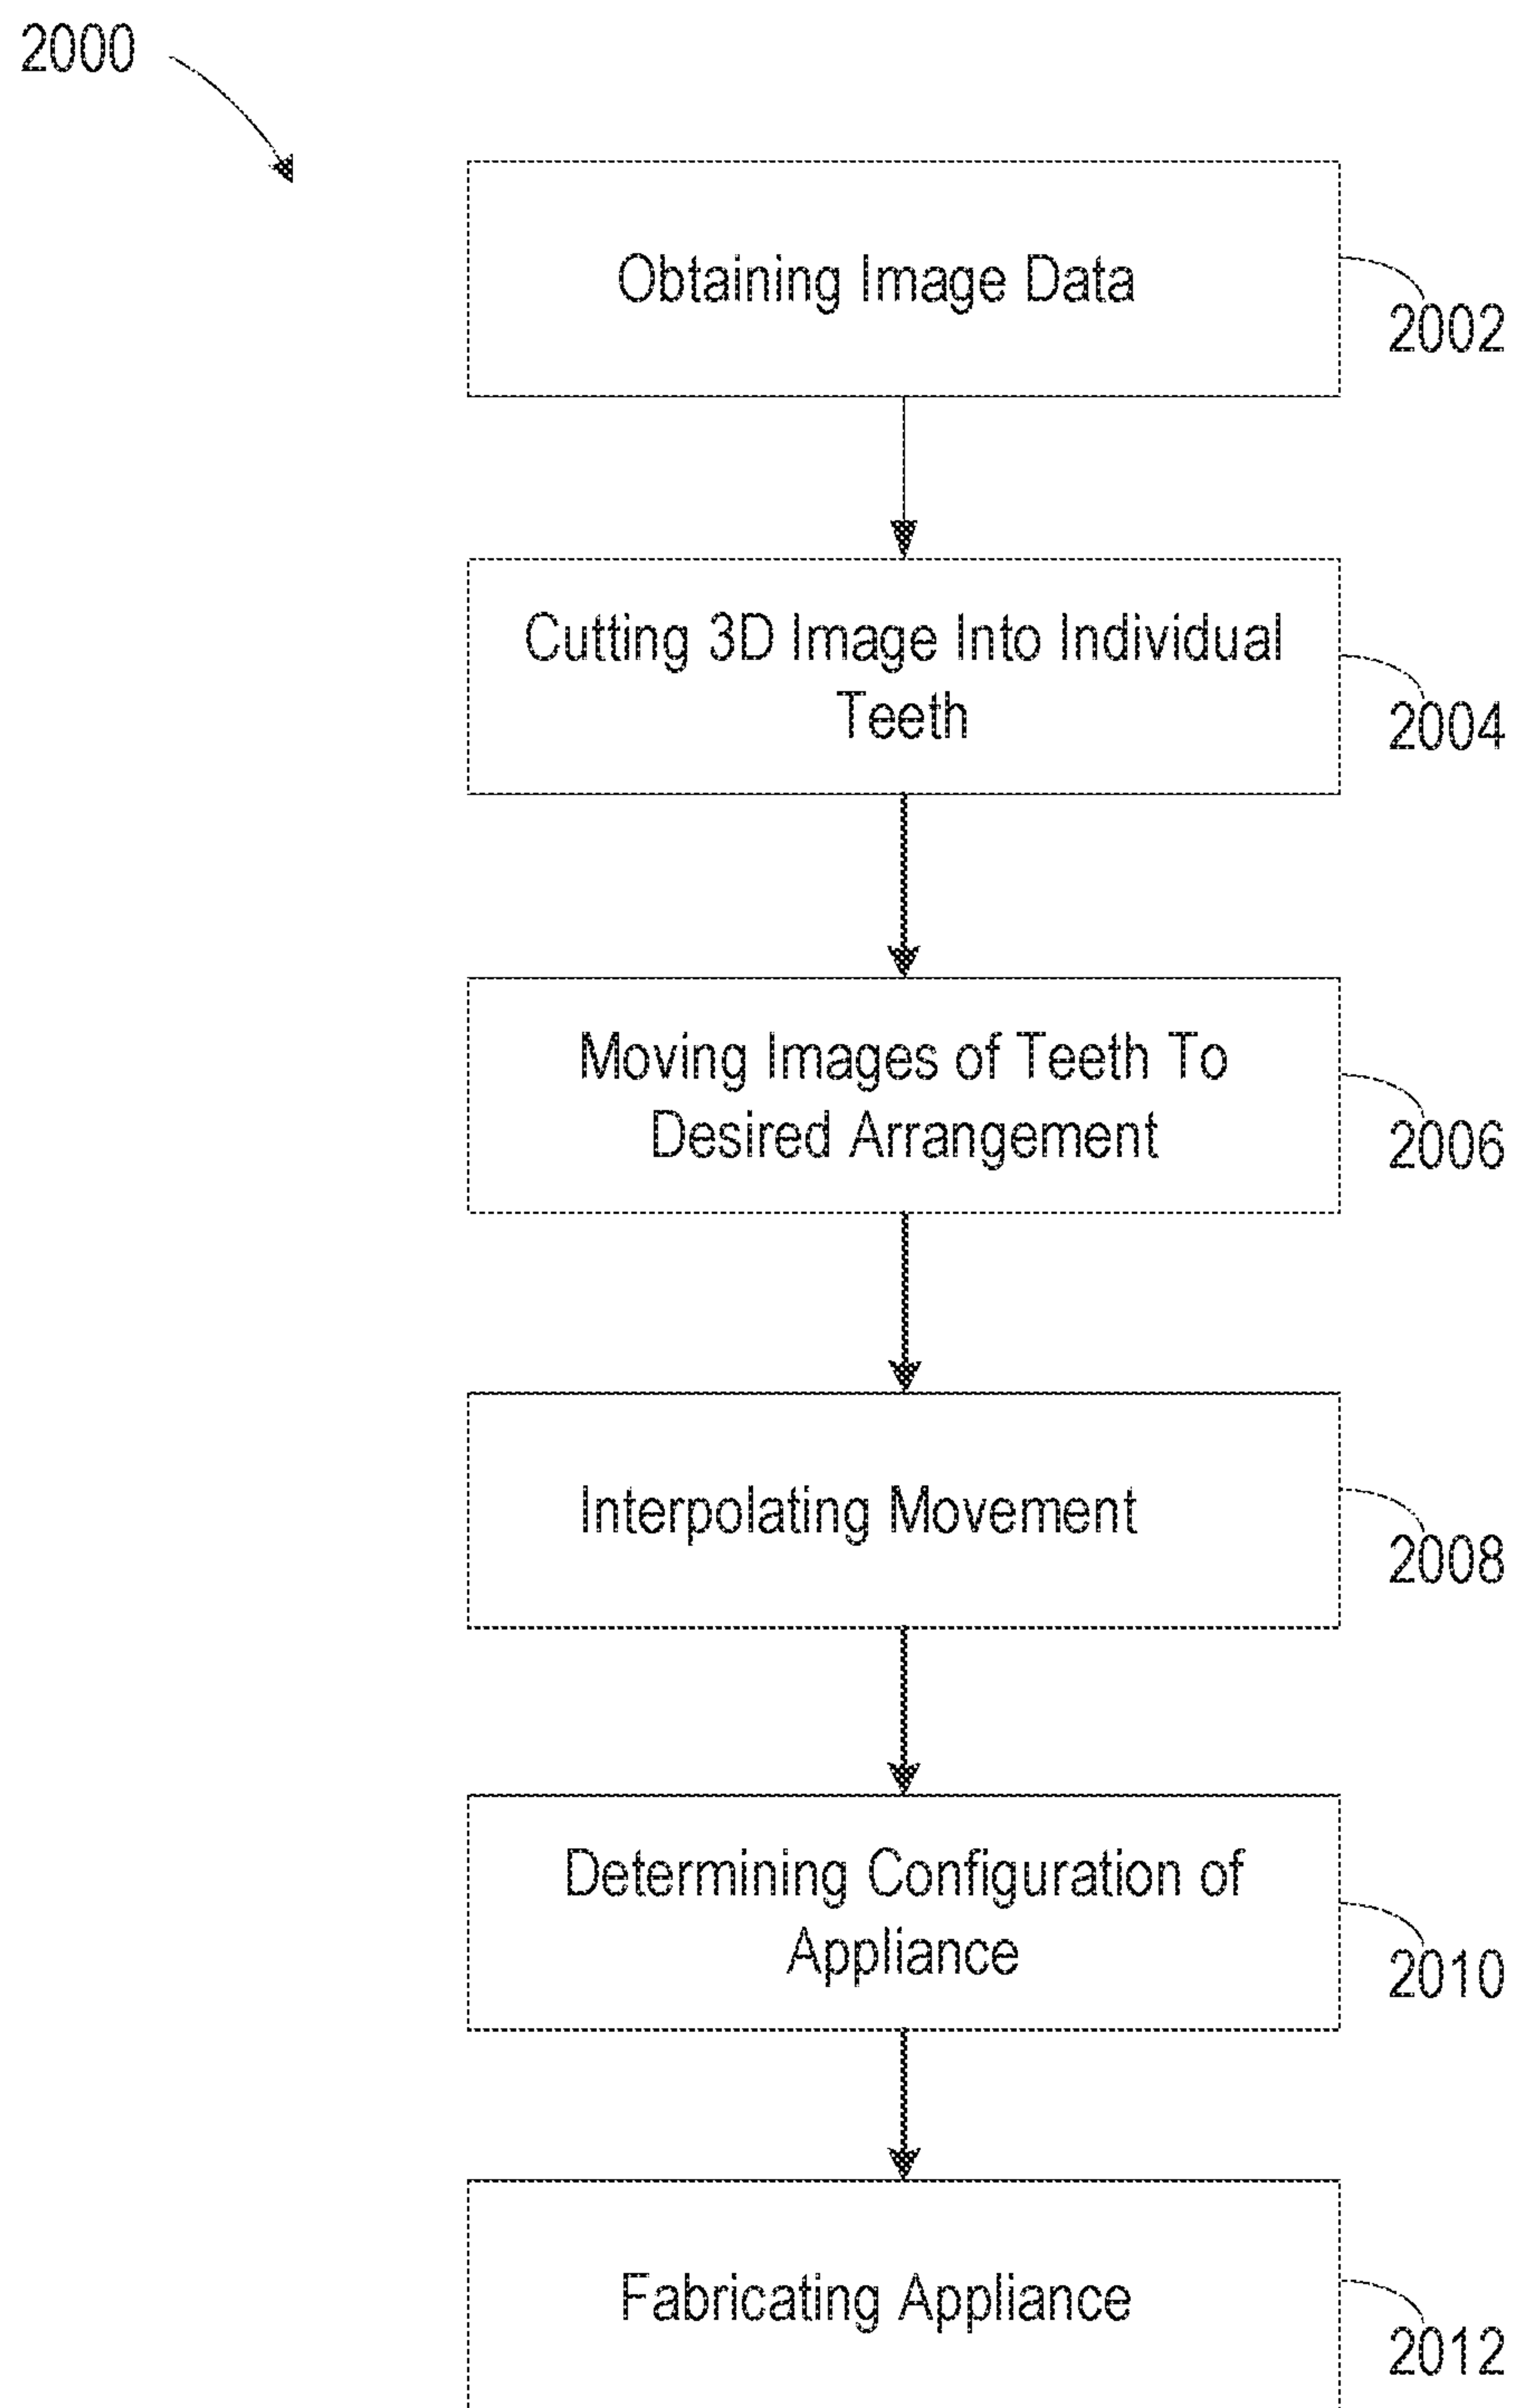 2000
Obtaining Image Data
2002
Cutting 3D Image Into Individual
Teeth
2004
Moving Images of Teeth To
Desired Arrangement
2006
Interpolating Movement
2008
Determining Configuration of
Appliance
2010
Fabricating Appliance
2012